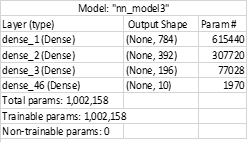 Model: "nn_model3"
Layer (type) Output Shape Param #
dense_1 (Dense) (None, 784) 615440
dense_2 (Dense) (None, 392) 307720
dense_3 (Dense) (None, 196) 77028
dense_46 (Dense) (None, 10) 1970
Total params: 1,002,158
Trainable params: 1,002,158
Non-trainable params: 0